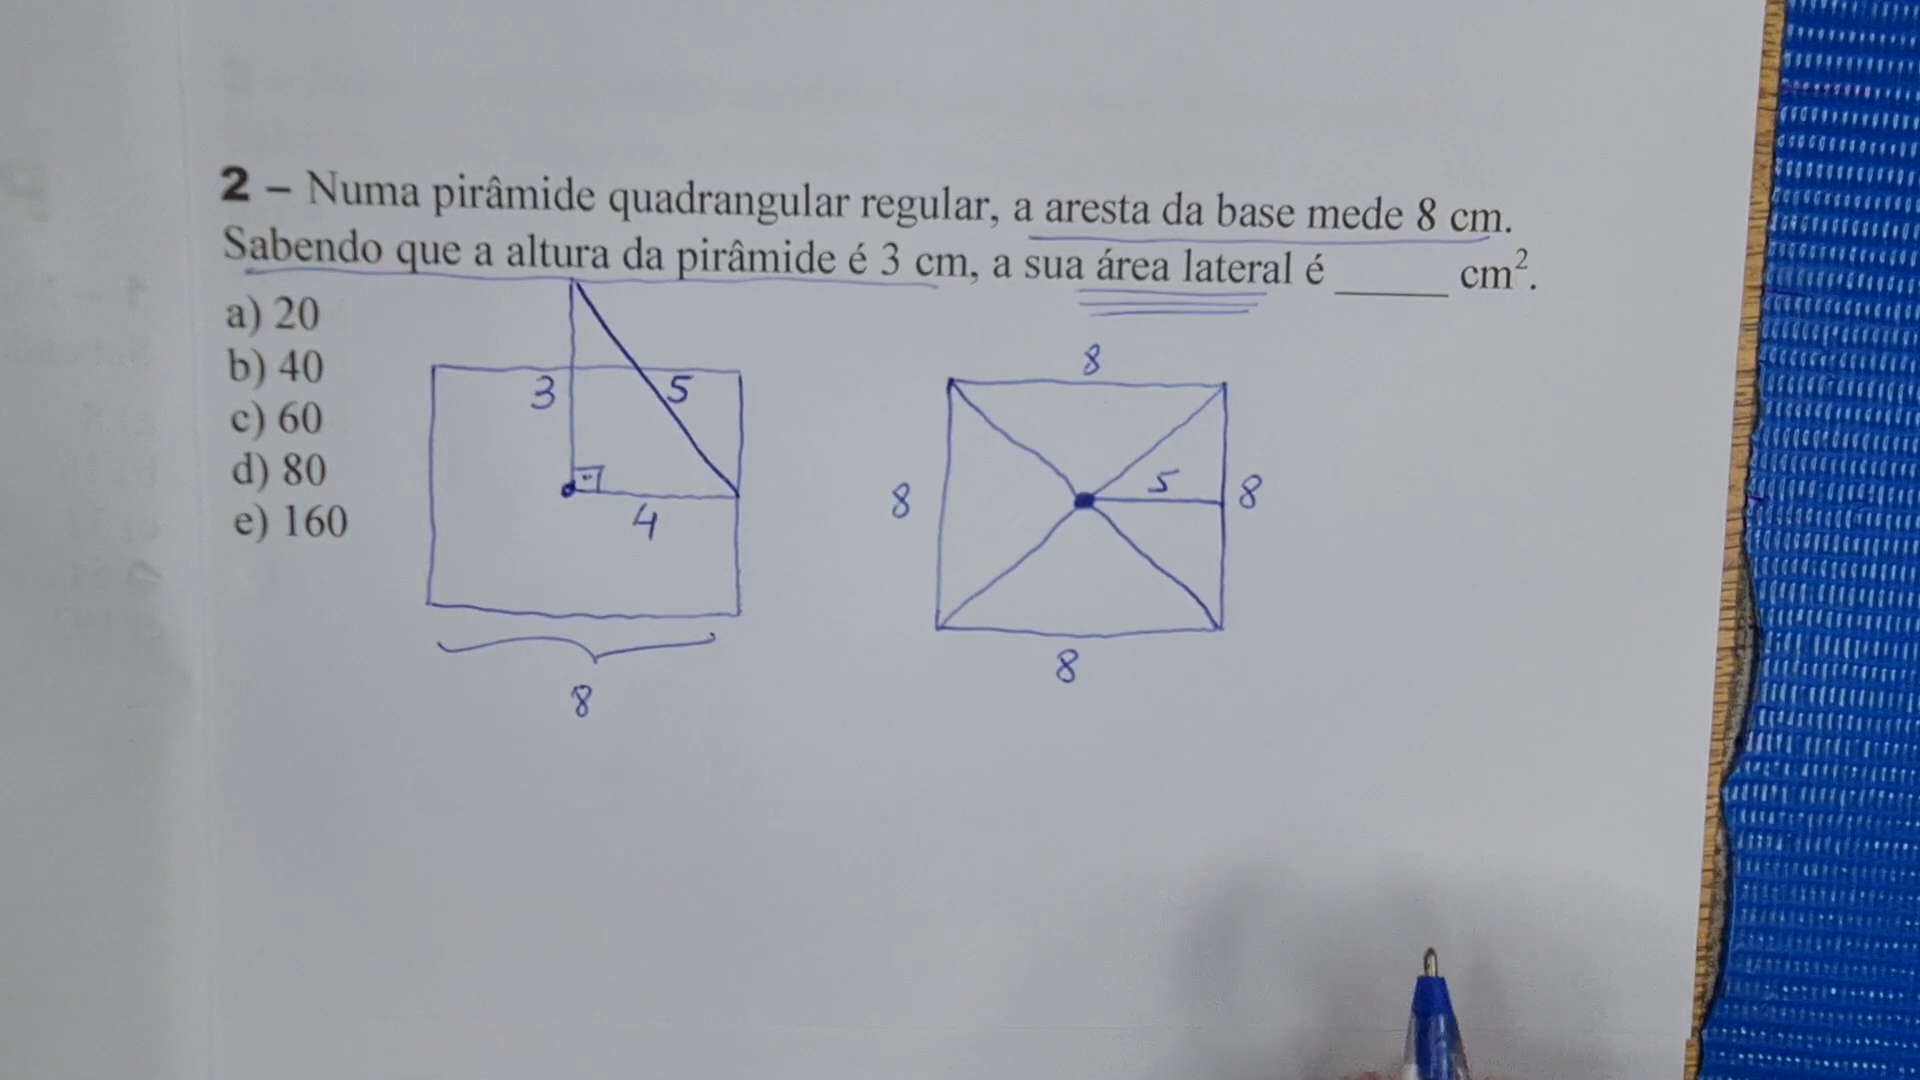 2 – Numa pirâmide quadrangular regular, a aresta da base mede 8 cm.
Sabendo que a altura da pirâmide é 3 cm, a sua área lateral é ______ cm².
a) 20
b) 40
c) 60
d) 80
e) 160
3
5
4
8
8
8
5
8
8